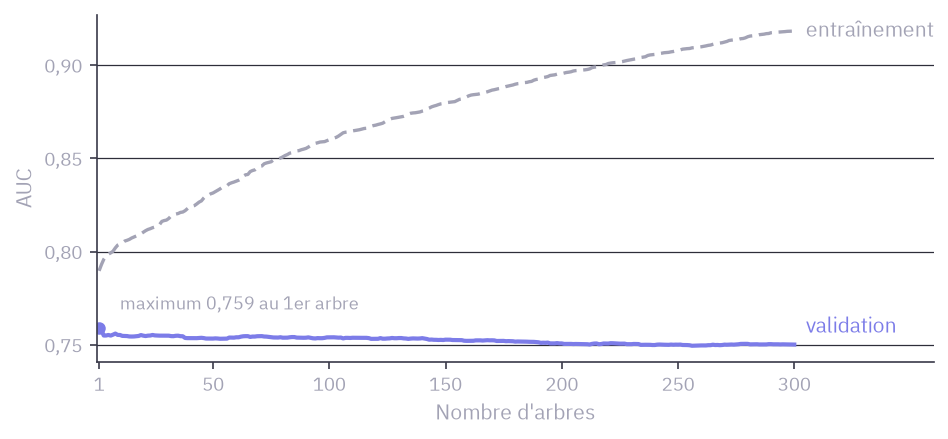 entraînement
0,90
0,85
AUC
0,80
maximum 0,759 au 1er arbre
validation
0,75
1 50 100 150 200 250 300
Nombre d'arbres